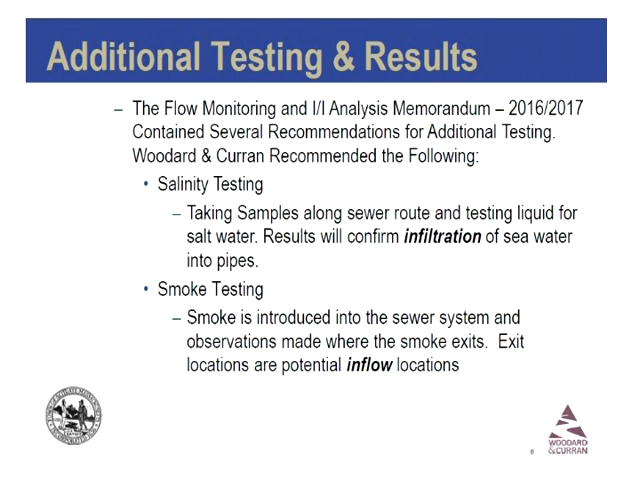 Additional Testing & Results
– The Flow Monitoring and I/I Analysis Memorandum – 2016/2017
Contained Several Recommendations for Additional Testing.
Woodard & Curran Recommended the Following:
• Salinity Testing
– Taking Samples along sewer route and testing liquid for
salt water. Results will confirm infiltration of sea water
into pipes.
• Smoke Testing
– Smoke is introduced into the sewer system and
observations made where the smoke exits. Exit
locations are potential inflow locations
WOODARD
&CURRAN
8